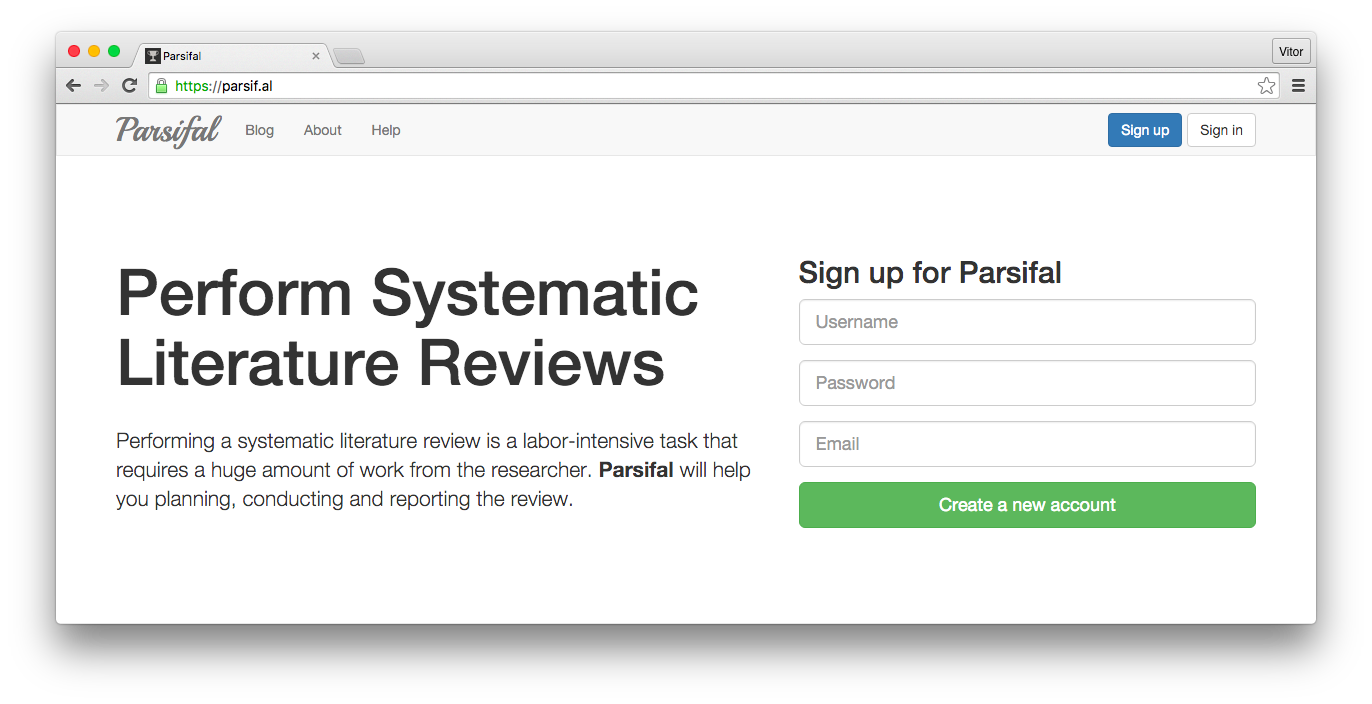 Parsifal
Vitor
https://parsif.al
Parsifal
Blog
About
Help
Sign up
Sign in
Perform Systematic
Literature Reviews
Performing a systematic literature review is a labor-intensive task that
requires a huge amount of work from the researcher. Parsifal will help
you planning, conducting and reporting the review.
Sign up for Parsifal
Username
Password
Email
Create a new account